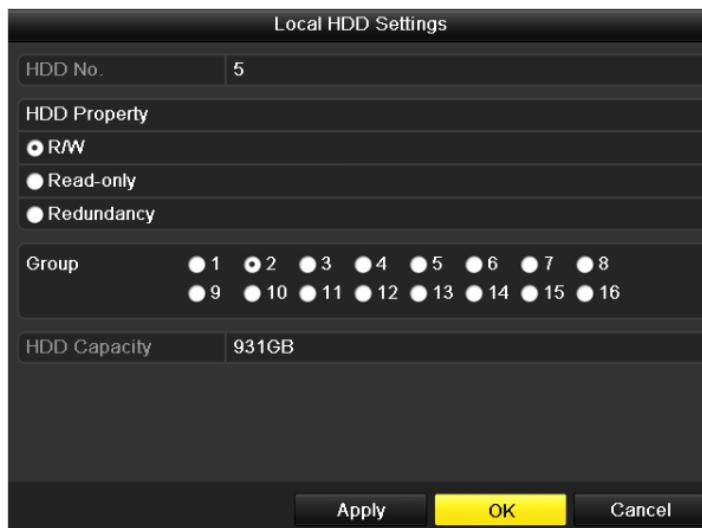 Local HDD Settings
HDD No. 5
HDD Property
R/W
Read-only
Redundancy
Group 1 2 3 4 5 6 7 8
9 10 11 12 13 14 15 16
HDD Capacity 931GB
Apply OK Cancel